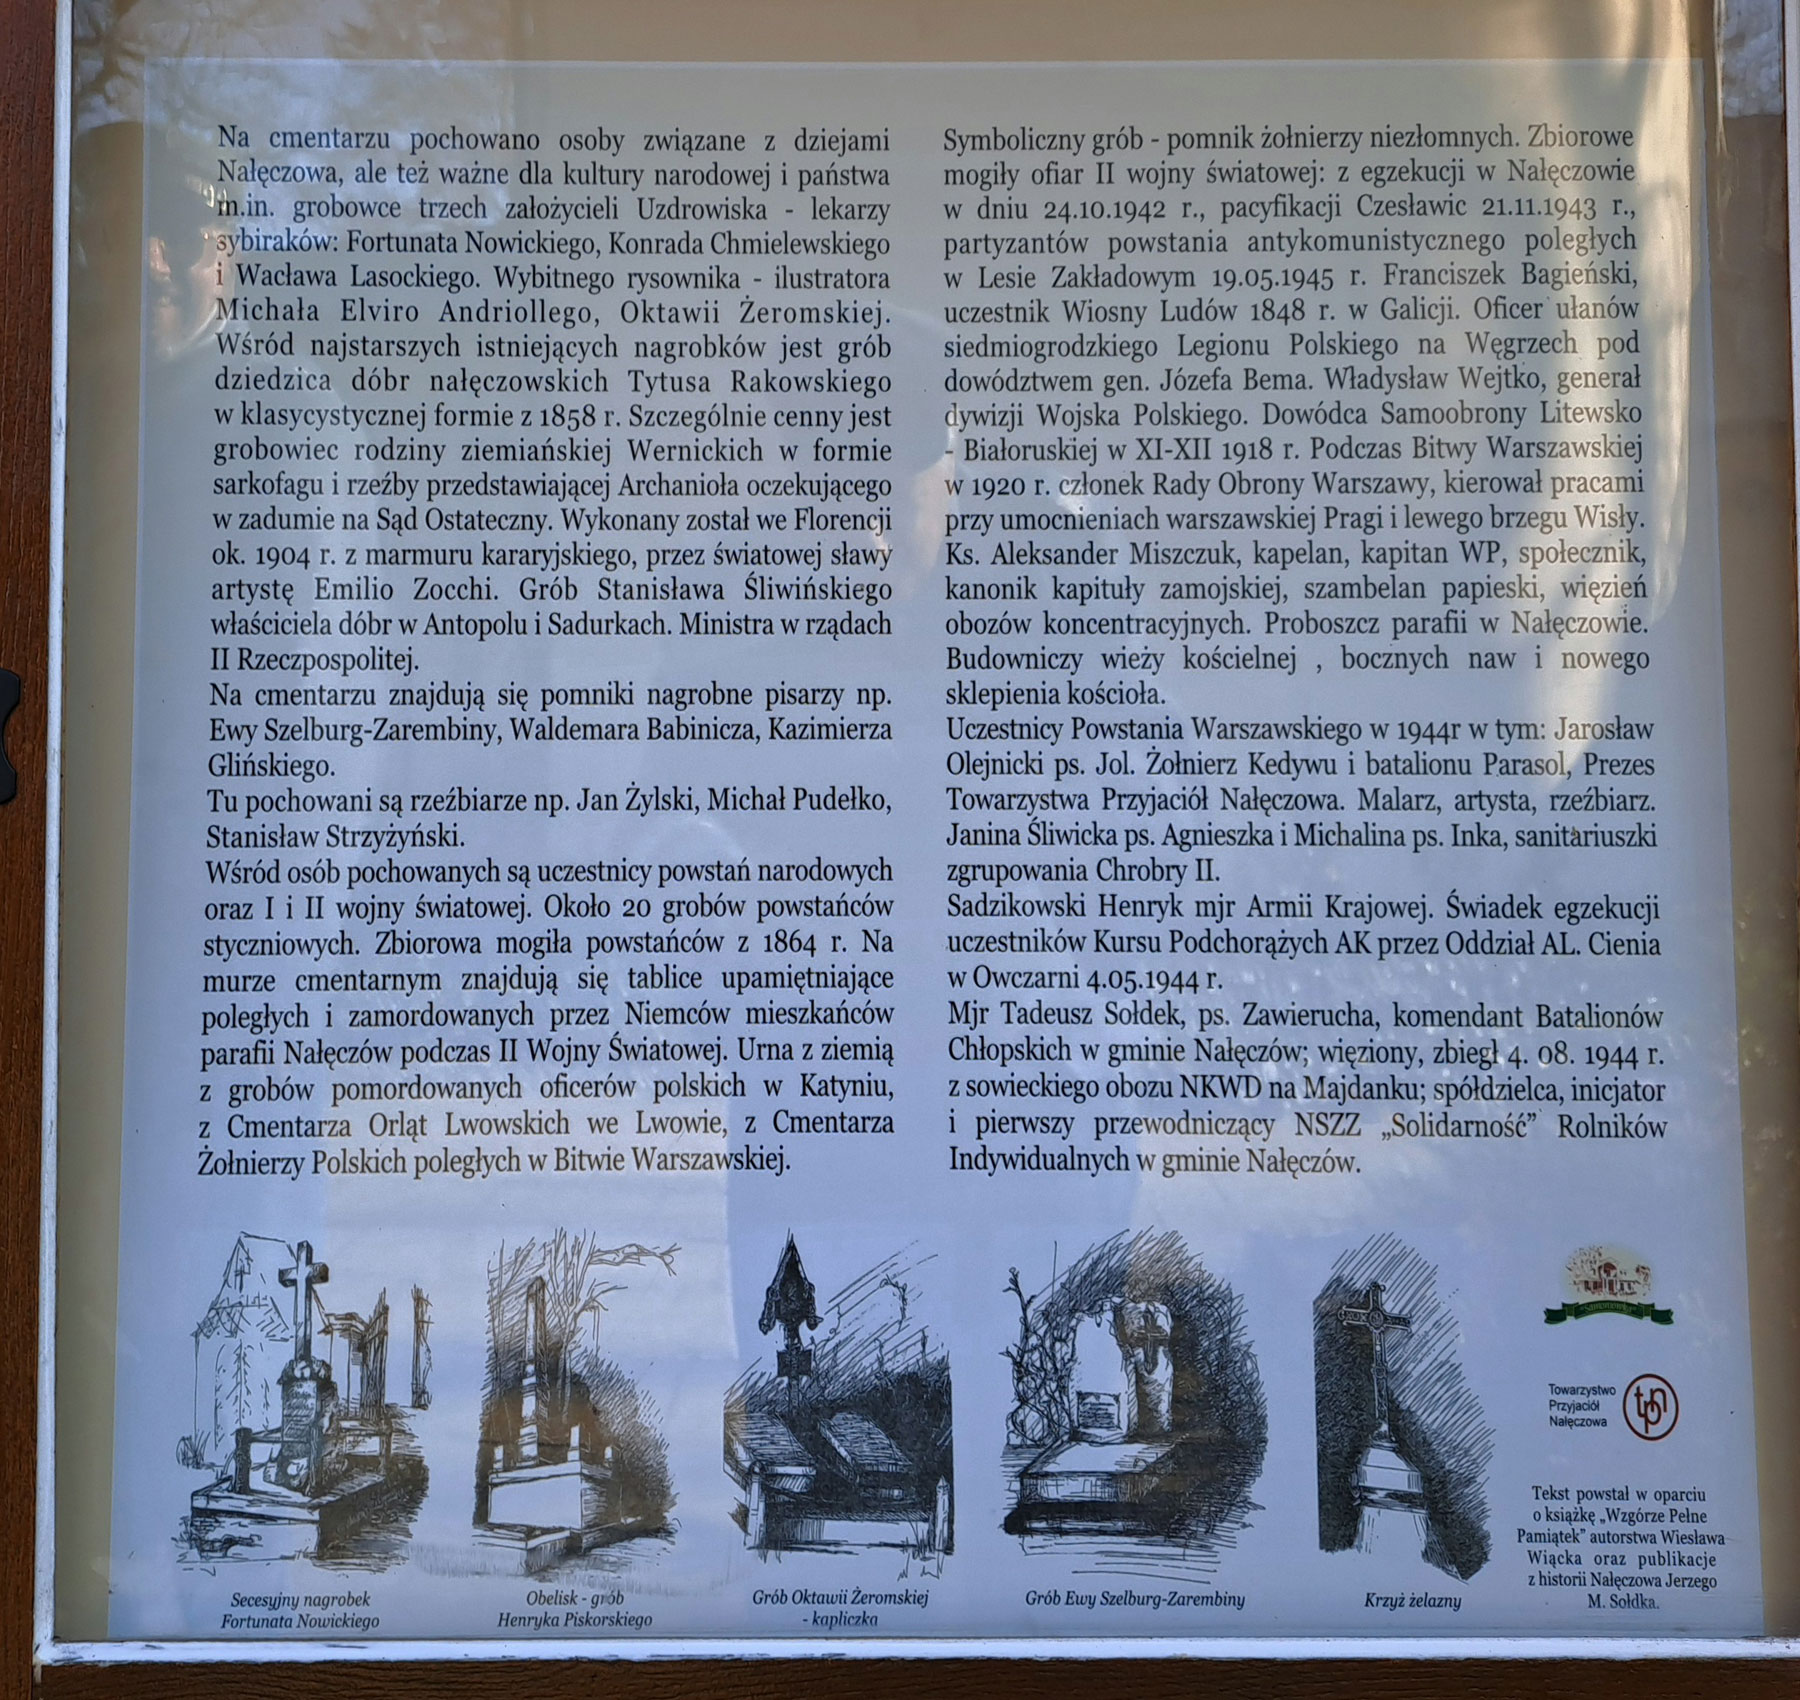 Na cmentarzu pochowano osoby związane z dziejami
Nałęczowa, ale też ważne dla kultury narodowej i państwa
m.in. grobowce trzech założycieli Uzdrowiska - lekarzy
sybiraków: Fortunata Nowickiego, Konrada Chmielewskiego
i Wacława Lasockiego. Wybitnego rysownika - ilustratora
Michała Elviro Andriollego, Oktawii Żeromskiej.
Wśród najstarszych istniejących nagrobków jest grób
dziedzica dóbr nałęczowskich Tytusa Rakowskiego
w klasycystycznej formie z 1858 r. Szczególnie cenny jest
grobowiec rodziny ziemiańskiej Wernickich w formie
sarkofagu i rzeźby przedstawiającej Archanioła oczekującego
w zadumie na Sąd Ostateczny. Wykonany został we Florencji
ok. 1904 r. z marmuru kararyjskiego, przez światowej sławy
artystę Emilio Zocchi. Grób Stanisława Śliwińskiego
właściciela dóbr w Antopolu i Sadurkach. Ministra w rządach
II Rzeczpospolitej.
Na cmentarzu znajdują się pomniki nagrobne pisarzy np.
Ewy Szelburg-Zarembiny, Waldemara Babinicza, Kazimierza
Glińskiego.
Tu pochowani są rzeźbiarze np. Jan Żylski, Michał Pudełko,
Stanisław Strzyżyński.
Wśród osób pochowanych są uczestnicy powstań narodowych
oraz I i II wojny światowej. Około 20 grobów powstańców
styczniowych. Zbiorowa mogiła powstańców z 1864 r. Na
murze cmentarnym znajdują się tablice upamiętniające
poległych i zamordowanych przez Niemców mieszkańców
parafii Nałęczów podczas II Wojny Światowej. Urna z ziemią
z grobów pomordowanych oficerów polskich w Katyniu,
z Cmentarza Orląt Lwowskich we Lwowie, z Cmentarza
Żołnierzy Polskich poległych w Bitwie Warszawskiej.
Symboliczny grób - pomnik żołnierzy niezłomnych. Zbiorowe
mogiły ofiar II wojny światowej: z egzekucji w Nałęczowie
w dniu 24.10.1942 r., pacyfikacji Czesławic 21.11.1943 r.,
partyzantów powstania antykomunistycznego poległych
w Lesie Zakładowym 19.05.1945 r. Franciszek Bagieński,
uczestnik Wiosny Ludów 1848 r. w Galicji. Oficer ułanów
siedmiogrodzkiego Legionu Polskiego na Węgrzech pod
dowództwem gen. Józefa Bema. Władysław Wejtko, generał
dywizji Wojska Polskiego. Dowódca Samoobrony Litewsko
- Białoruskiej w XI-XII 1918 r. Podczas Bitwy Warszawskiej
w 1920 r. członek Rady Obrony Warszawy, kierował pracami
przy umocnieniach warszawskiej Pragi i lewego brzegu Wisły.
Ks. Aleksander Miszczuk, kapelan, kapitan WP, społecznik,
kanonik kapituły zamojskiej, szambelan papieski, więzień
obozów koncentracyjnych. Proboszcz parafii w Nałęczowie.
Budowniczy wieży kościelnej , bocznych naw i nowego
sklepienia kościoła.
Uczestnicy Powstania Warszawskiego w 1944r w tym: Jarosław
Olejnicki ps. Jol. Żołnierz Kedywu i batalionu Parasol, Prezes
Towarzystwa Przyjaciół Nałęczowa. Malarz, artysta, rzeźbiarz.
Janina Śliwicka ps. Agnieszka i Michalina ps. Inka, sanitariuszki
zgrupowania Chrobry II.
Sadzikowski Henryk mjr Armii Krajowej. Świadek egzekucji
uczestników Kursu Podchorążych AK przez Oddział AL. Cienia
w Owczarni 4.05.1944 r.
Mjr Tadeusz Sołdek, ps. Zawierucha, komendant Batalionów
Chłopskich w gminie Nałęczów; więziony, zbiegł 4. 08. 1944 r.
z sowieckiego obozu NKWD na Majdanku; spółdzielca, inicjator
i pierwszy przewodniczący NSZZ „Solidarność” Rolników
Indywidualnych w gminie Nałęczów.
Secesyjny nagrobek
Fortunata Nowickiego
Obelisk - grób
Henryka Piskorskiego
Grób Oktawii Żeromskiej
- kapliczka
Grób Ewy Szelburg-Zarembiny
Krzyż żelazny
Towarzystwo
Przyjaciół
Nałęczowa
tpn
Tekst powstał w oparciu
o książkę „Wzgórze Pełne
Pamiątek” autorstwa Wiesława
Wiącka oraz publikacje
z historii Nałęczowa Jerzego
M. Sołdka.